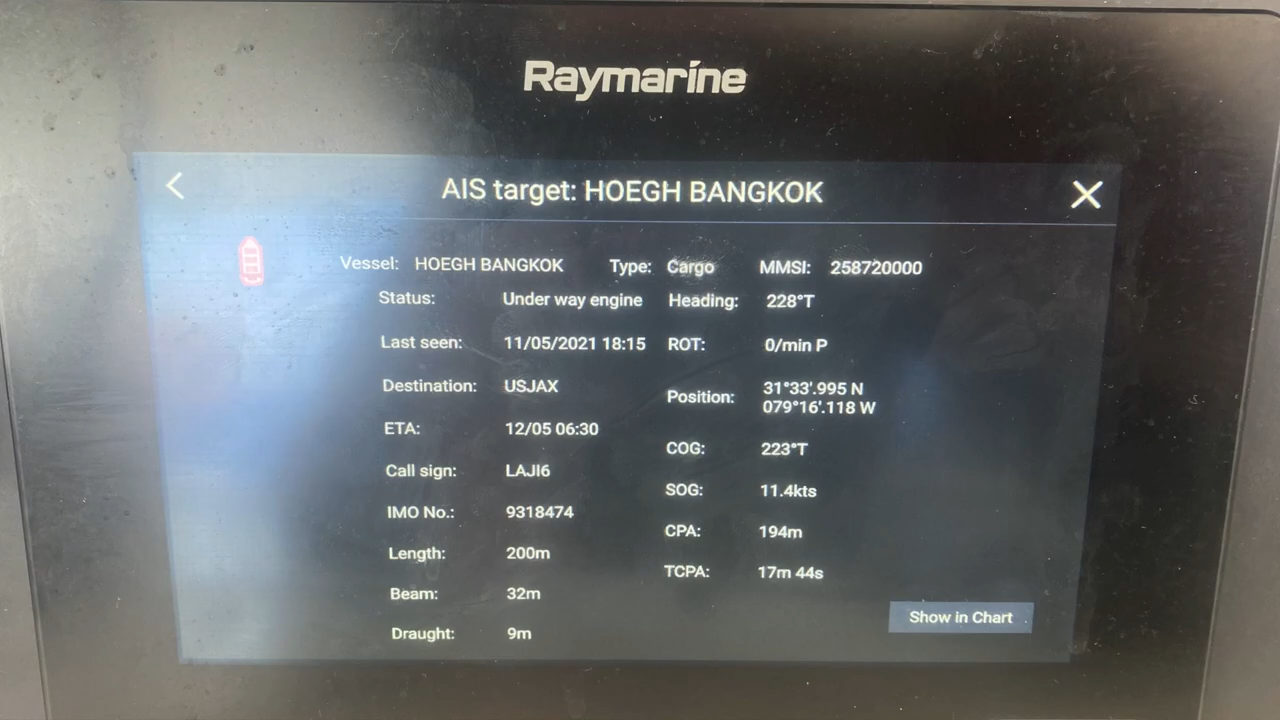 Raymarine
AIS target: HOEGH BANGKOK
Vessel: HOEGH BANGKOK Type: Cargo MMSI: 258720000
Status: Under way engine Heading: 228°T
Last seen: 11/05/2021 18:15 ROT: 0/min P
Destination: USJAX Position: 31°33'.995 N
079°16'.118 W
ETA: 12/05 06:30 COG: 223°T
Call sign: LAJI6 SOG: 11.4kts
IMO No.: 9318474 CPA: 194m
Length: 200m TCPA: 17m 44s
Beam: 32m
Show in Chart
Draught: 9m